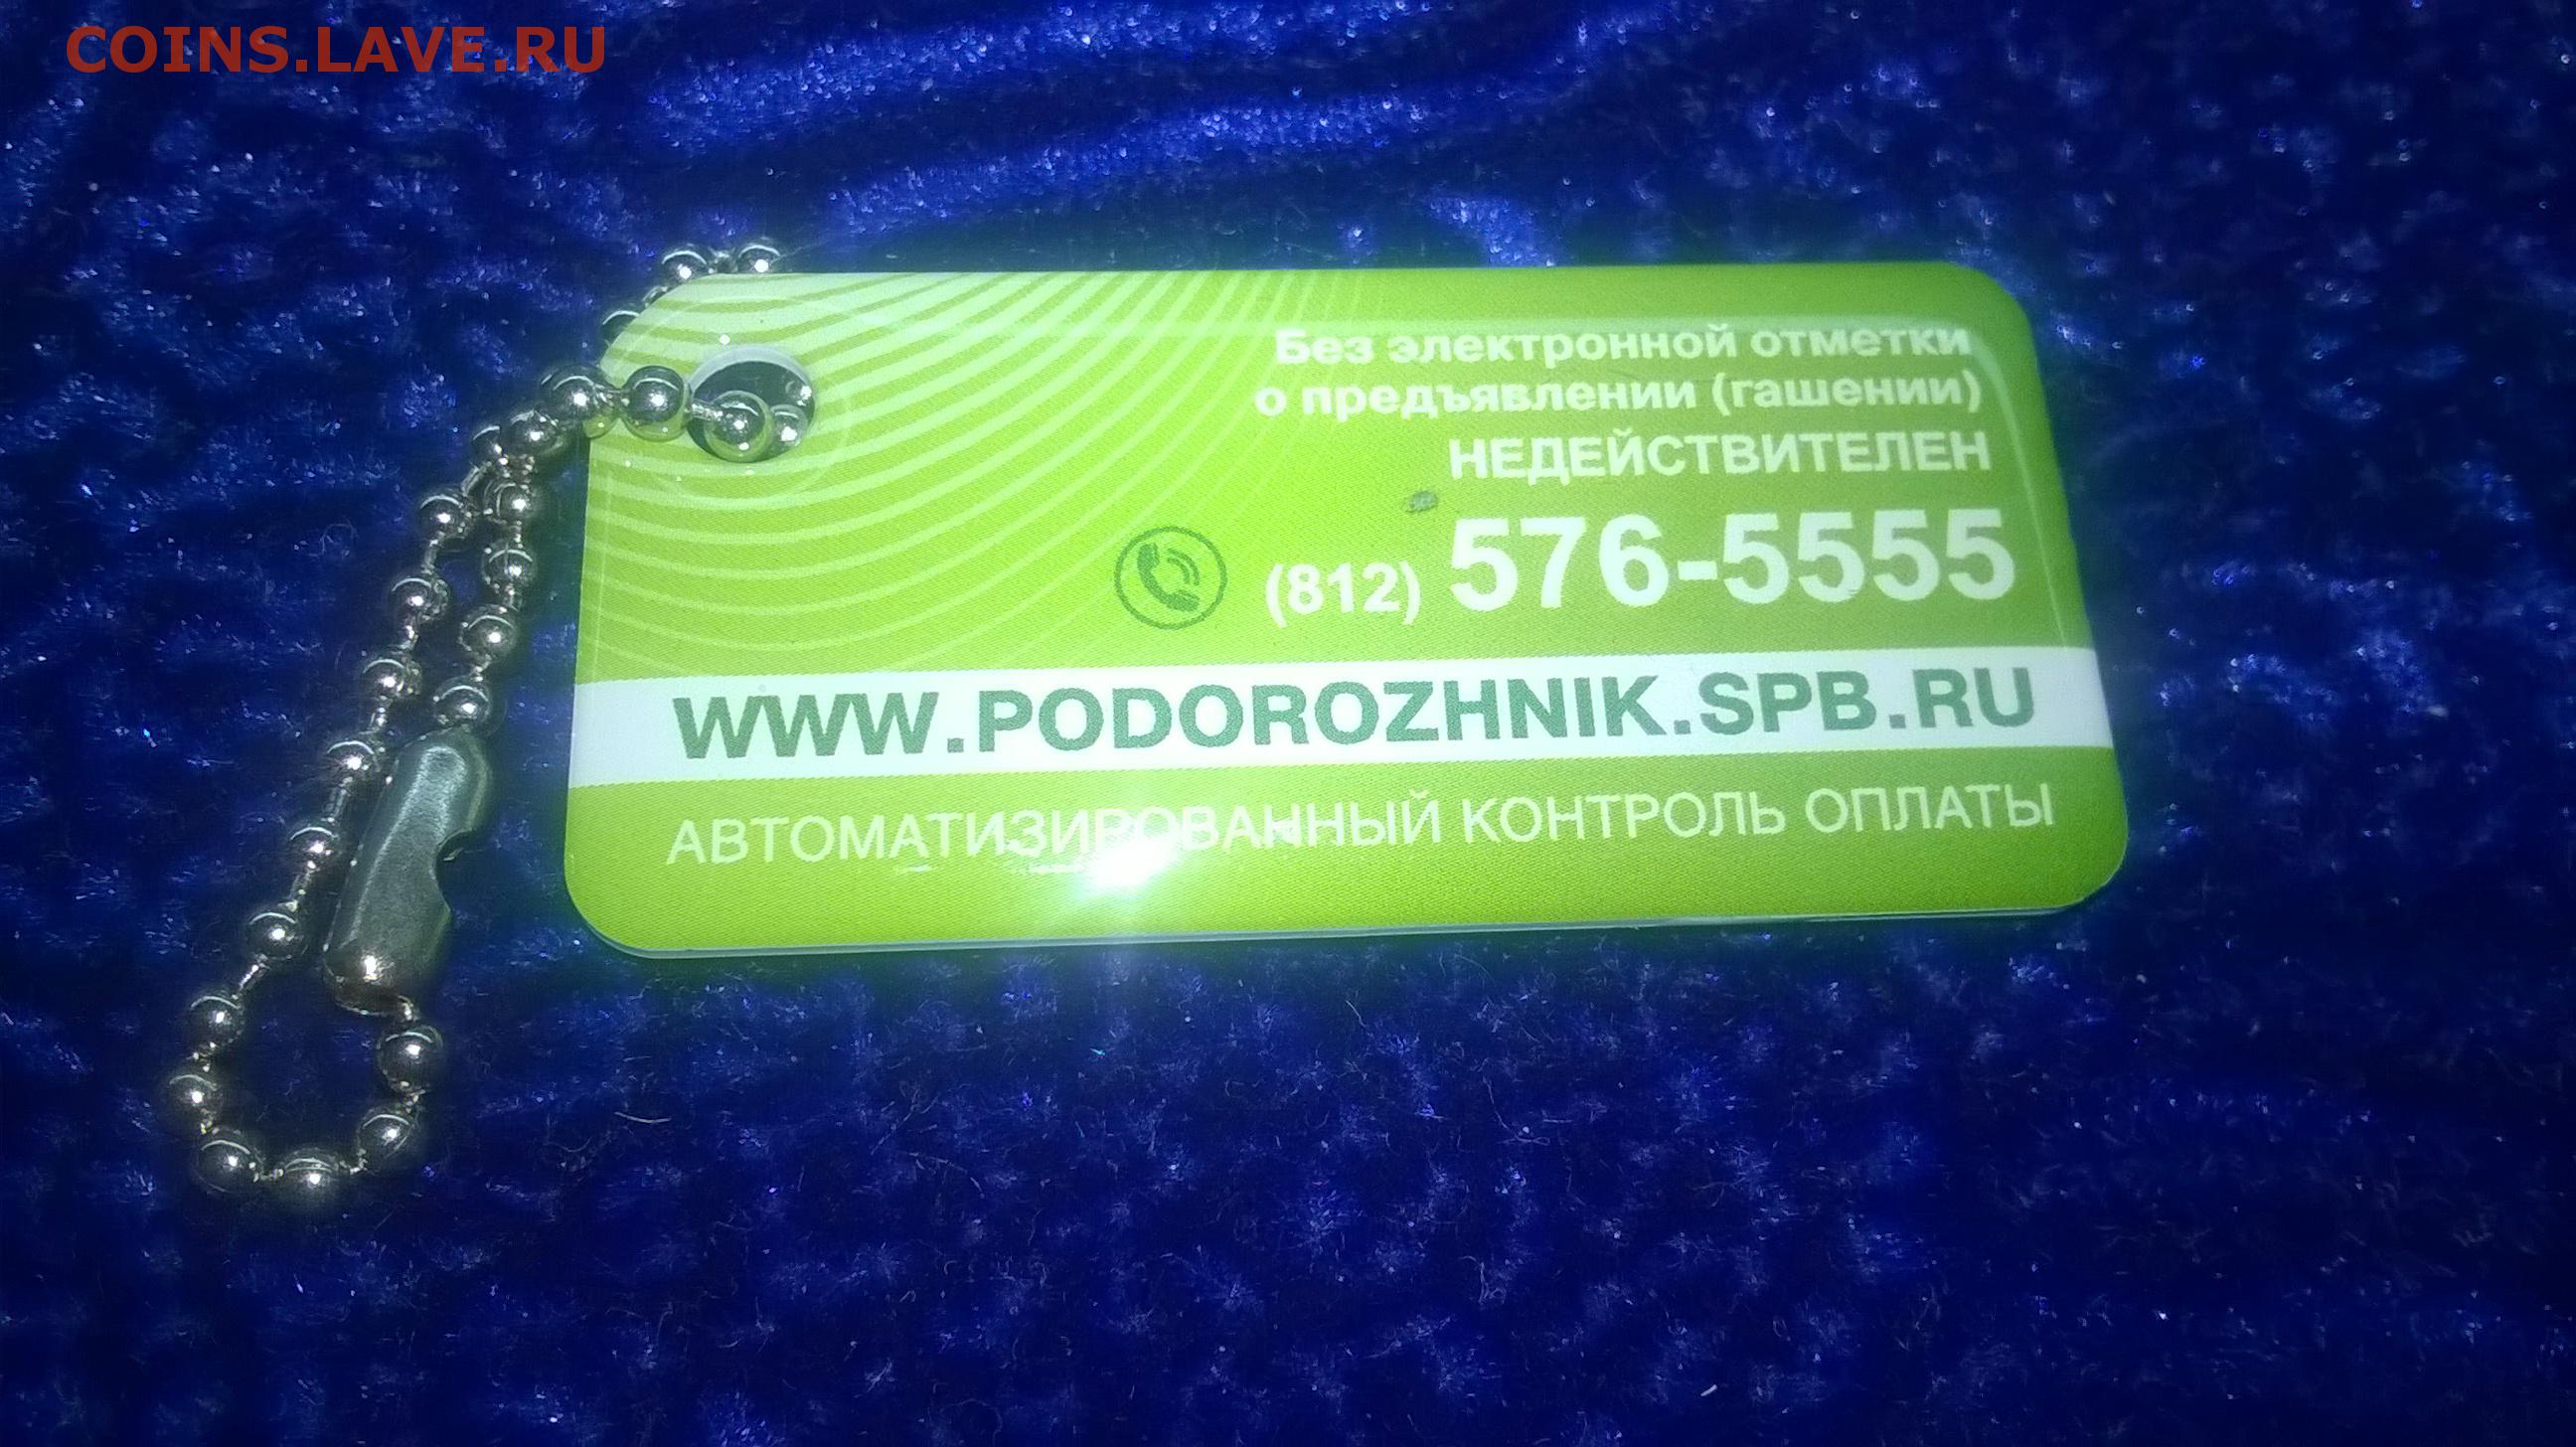 COINS.LAVE.RU
Без электронной отметки
о предъявлении (гашении)
НЕДЕЙСТВИТЕЛЕН
(812) 576-5555
WWW.PODOROZHNIK.SPB.RU
АВТОМАТИЗИРОВАННЫЙ КОНТРОЛЬ ОПЛАТЫ